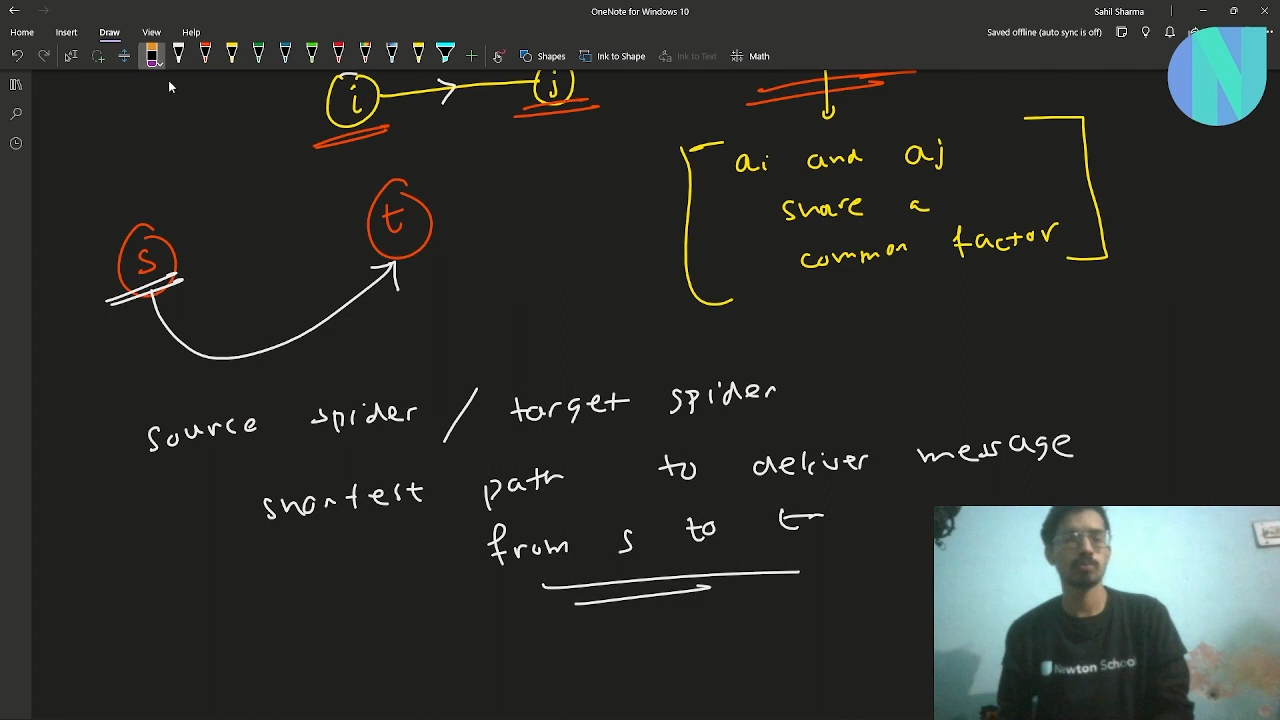 OneNote for Windows 10
Sahil Sharma
Home Insert Draw View Help
Saved offline (auto sync is off)
Shapes Ink to Shape Ink to Text Math
i j
ai and aj
share a
common factor
s t
source spider / target spider
shortest path to deliver message
from s to t
Newton School